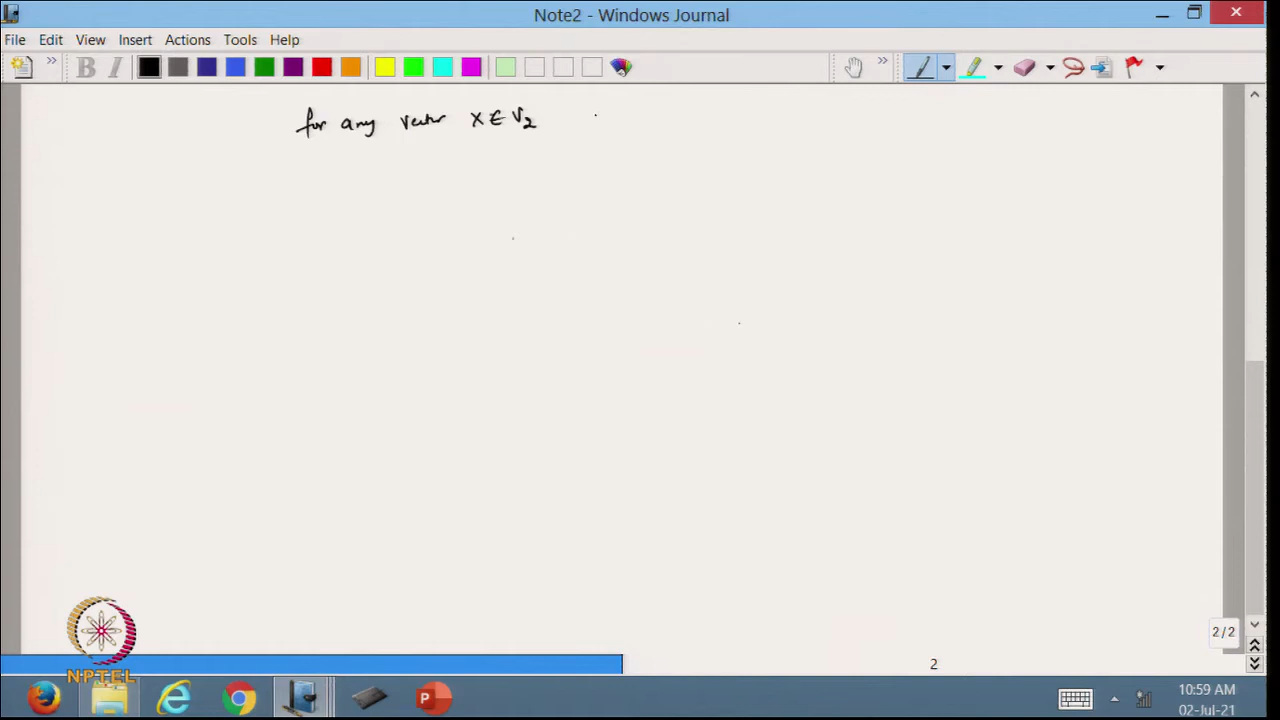 Note2 - Windows Journal
File Edit View Insert Actions Tools Help
B I
for any vector x ∈ V₂
2/2
2
NPTEL
10:59 AM
02-Jul-21